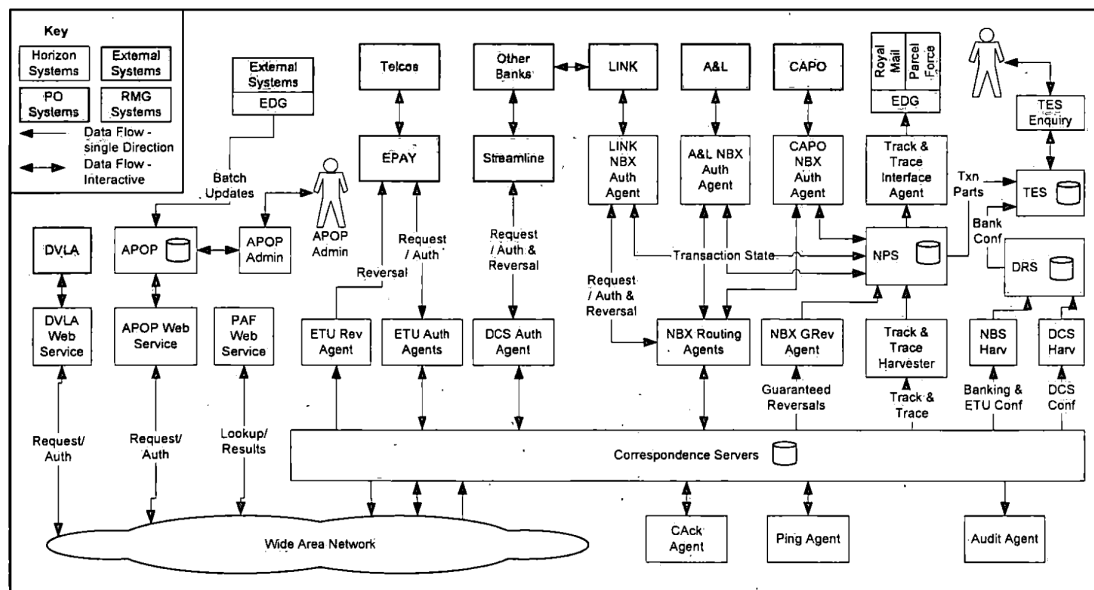 Key
Horizon
Systems
External
Systems
PO
Systems
RMG
Systems
Data Flow -
single Direction
Data Flow -
Interactive
External
Systems
EDG
Batch
Updates
APOP
Admin
DVLA
APOP
APOP
Admin
DVLA
Web
Service
APOP Web
Service
PAF
Web
Service
Request/
Auth
Request/
Auth
Lookup/
Results
Telcos
EPAY
Reversal
Request
/ Auth
ETU Rev
Agent
ETU Auth
Agents
Other
Banks
Streamline
Request
/ Auth &
Reversal
DCS Auth
Agent
LINK
A&L
CAPO
LINK
NBX
Auth
Agent
A&L NBX
Auth
Agent
CAPO
NBX
Auth
Agent
Request
/ Auth &
Reversal
Transaction State
NBX Routing
Agents
NBX GRev
Agent
Guaranteed
Reversals
Royal
Mail
Parcel
Force
EDG
Track &
Trace
Interface
Agent
NPS
Track &
Trace
Harvester
Track &
Trace
TES
Enquiry
Txn
Parts
TES
Bank
Conf
DRS
NBS
Harv
DCS
Harv
Banking &
ETU Conf
DCS
Conf
Correspondence Servers
Wide Area Network
CAck
Agent
Ping Agent
Audit Agent